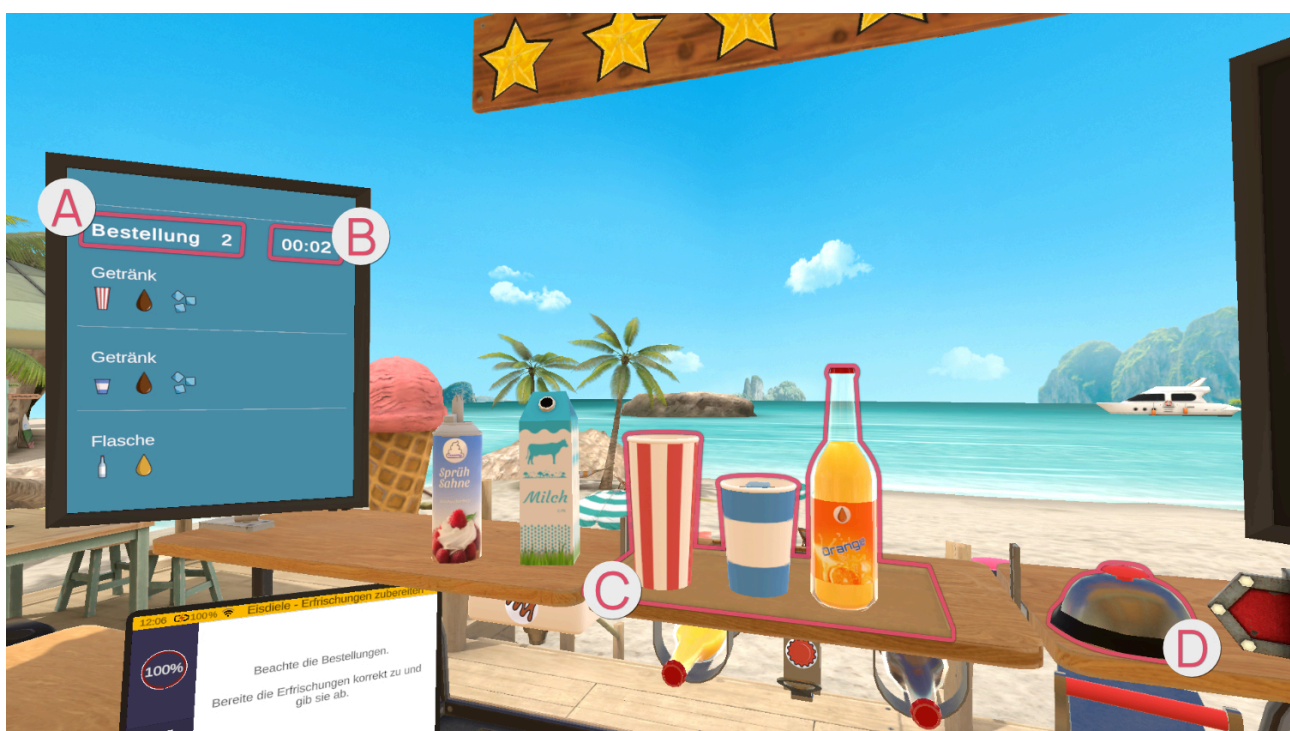 A
B
Bestellung 2
00:02
Getränk
Getränk
Flasche
Sprüh
Sahne
Milch
orange
C
D
12:06
100%
Eisdiele - Erfrischungen zubereiten
100%
Beachte die Bestellungen.
Bereite die Erfrischungen korrekt zu und
gib sie ab.